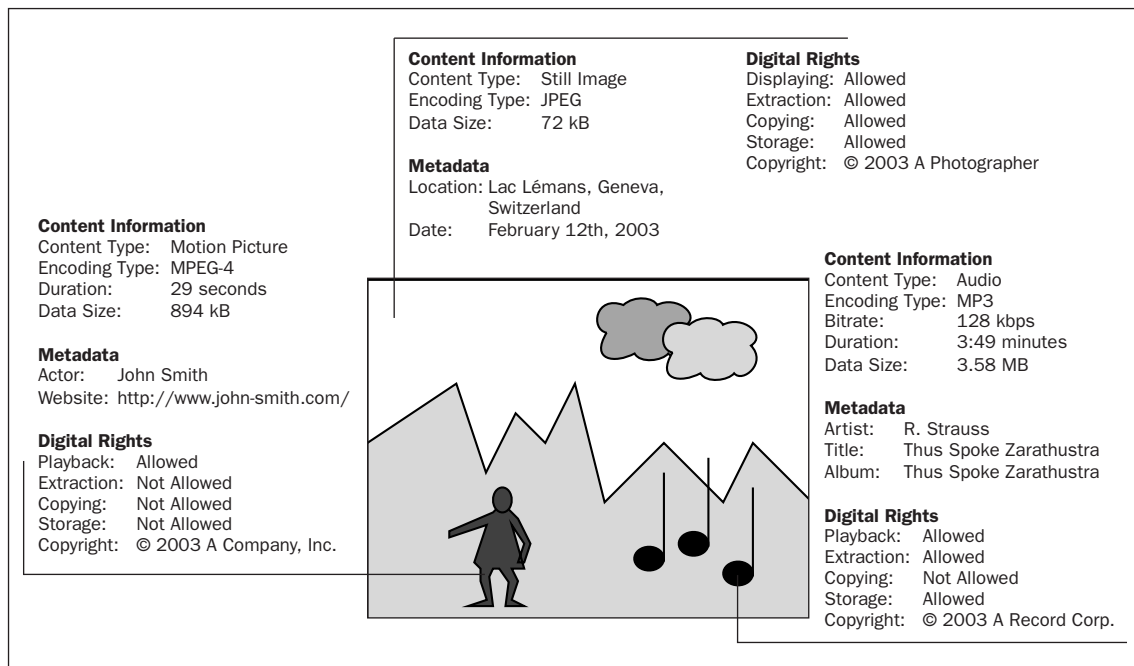 Content Information
Content Type: Still Image
Encoding Type: JPEG
Data Size: 72 kB
Metadata
Location: Lac Lémans, Geneva,
Switzerland
Date: February 12th, 2003
Digital Rights
Displaying: Allowed
Extraction: Allowed
Copying: Allowed
Storage: Allowed
Copyright: © 2003 A Photographer
Content Information
Content Type: Motion Picture
Encoding Type: MPEG-4
Duration: 29 seconds
Data Size: 894 kB
Metadata
Actor: John Smith
Website: http://www.john-smith.com/
Digital Rights
Playback: Allowed
Extraction: Not Allowed
Copying: Not Allowed
Storage: Not Allowed
Copyright: © 2003 A Company, Inc.
Content Information
Content Type: Audio
Encoding Type: MP3
Bitrate: 128 kbps
Duration: 3:49 minutes
Data Size: 3.58 MB
Metadata
Artist: R. Strauss
Title: Thus Spoke Zarathustra
Album: Thus Spoke Zarathustra
Digital Rights
Playback: Allowed
Extraction: Allowed
Copying: Not Allowed
Storage: Allowed
Copyright: © 2003 A Record Corp.